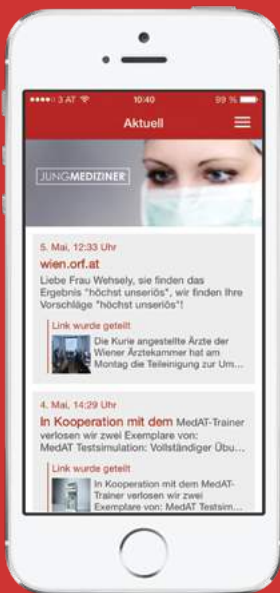 3 AT 10:40 99 %
Aktuell
JUNGMEDIZINER
5. Mai, 12:33 Uhr
wien.orf.at
Liebe Frau Wehsely, sie finden das
Ergebnis "höchst unseriös", wir finden Ihre
Vorschläge "höchst unseriös"!
Link wurde geteilt
Die Kurie angestellte Ärzte der
Wiener Ärztekammer hat am
Montag die Teileinigung zur Um...
4. Mai, 14:29 Uhr
In Kooperation mit dem MedAT-Trainer
verlosen wir zwei Exemplare von:
MedAT Testsimulation: Vollständiger Übu...
Link wurde geteilt
In Kooperation mit dem MedAT-
Trainer verlosen wir zwei
Exemplare von: MedAT Testsim...